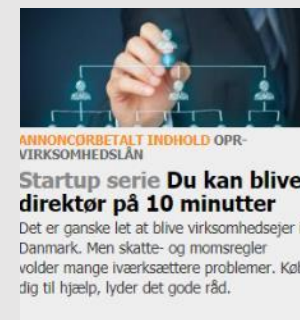 ANNONCØRBETALT INDHOLD OPR-
VIRKSOMHEDSLÅN
Startup serie Du kan blive
direktør på 10 minutter
Det er ganske let at blive virksomhedsejer i
Danmark. Men skatte- og momsregler
volder mange iværksættere problemer. Køb
dig til hjælp, lyder det gode råd.